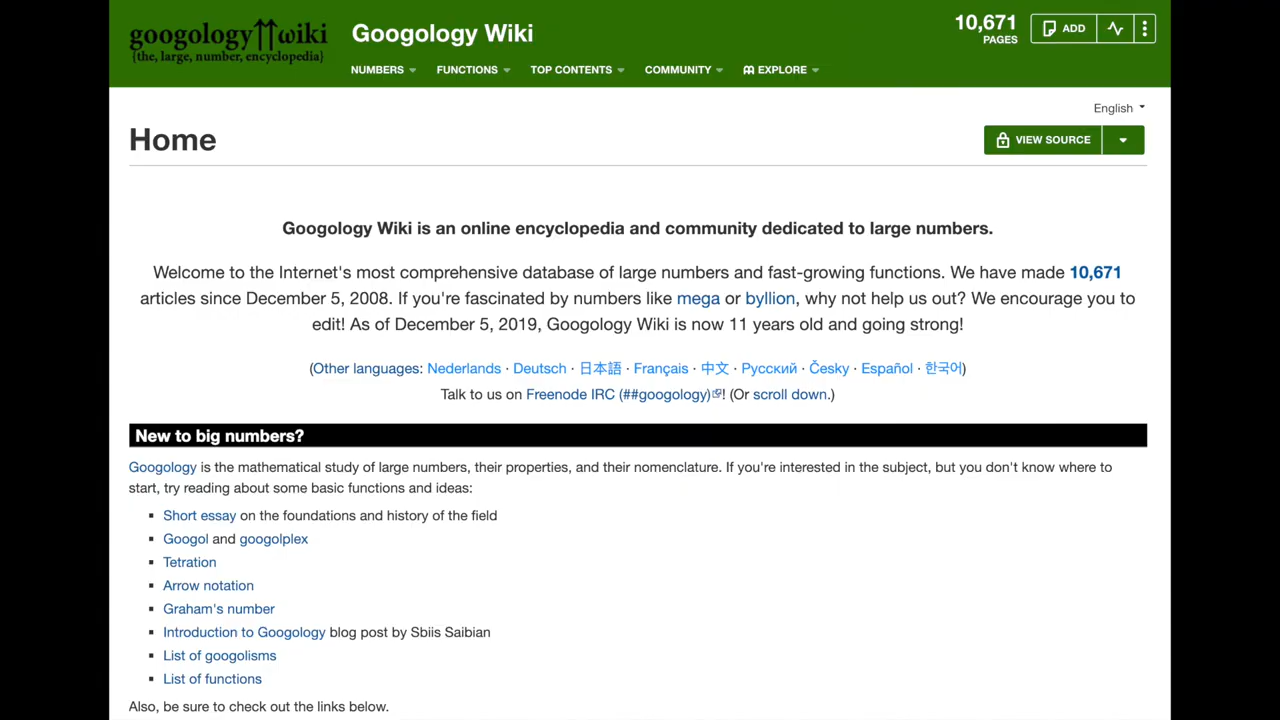 googology↑↑wiki
{the, large, number, encyclopedia}
Googology Wiki
10,671
PAGES
ADD
NUMBERS
FUNCTIONS
TOP CONTENTS
COMMUNITY
EXPLORE
English
Home
VIEW SOURCE
Googology Wiki is an online encyclopedia and community dedicated to large numbers.
Welcome to the Internet's most comprehensive database of large numbers and fast-growing functions. We have made 10,671
articles since December 5, 2008. If you're fascinated by numbers like mega or byllion, why not help us out? We encourage you to
edit! As of December 5, 2019, Googology Wiki is now 11 years old and going strong!
(Other languages: Nederlands · Deutsch · 日本語 · Français · 中文 · Русский · Česky · Español · 한국어)
Talk to us on Freenode IRC (##googology)! (Or scroll down.)
New to big numbers?
Googology is the mathematical study of large numbers, their properties, and their nomenclature. If you're interested in the subject, but you don't know where to
start, try reading about some basic functions and ideas:
▪ Short essay on the foundations and history of the field
▪ Googol and googolplex
▪ Tetration
▪ Arrow notation
▪ Graham's number
▪ Introduction to Googology blog post by Sbiis Saibian
▪ List of googolisms
▪ List of functions
Also, be sure to check out the links below.